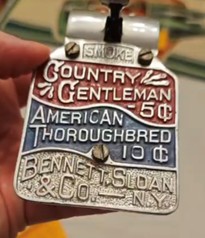 SMOKE
COUNTRY
GENTLEMAN
-5¢
AMERICAN
THOROUGHBRED
10 ¢
BENNETT, SLOAN
& CO. — N.Y.